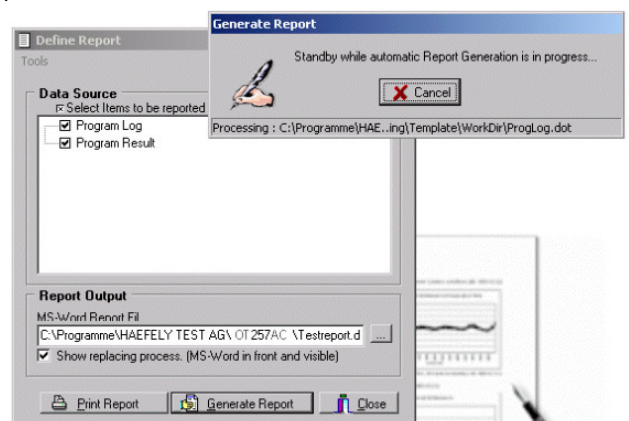 Generate Report
Define Report
Tools
Standby while automatic Report Generation is in progress...
Cancel
Processing : C:\Programme\HAE..ing\Template\WorkDir\ProgLog.dot
Data Source
Select Items to be reported
Program Log
Program Result
Report Output
MS-Word Report Fil
C:\Programme\HAEFELY TEST AG\ OT257AC \Testreport.d
...
Show replacing process. (MS-Word in front and visible)
Print Report
Generate Report
Close